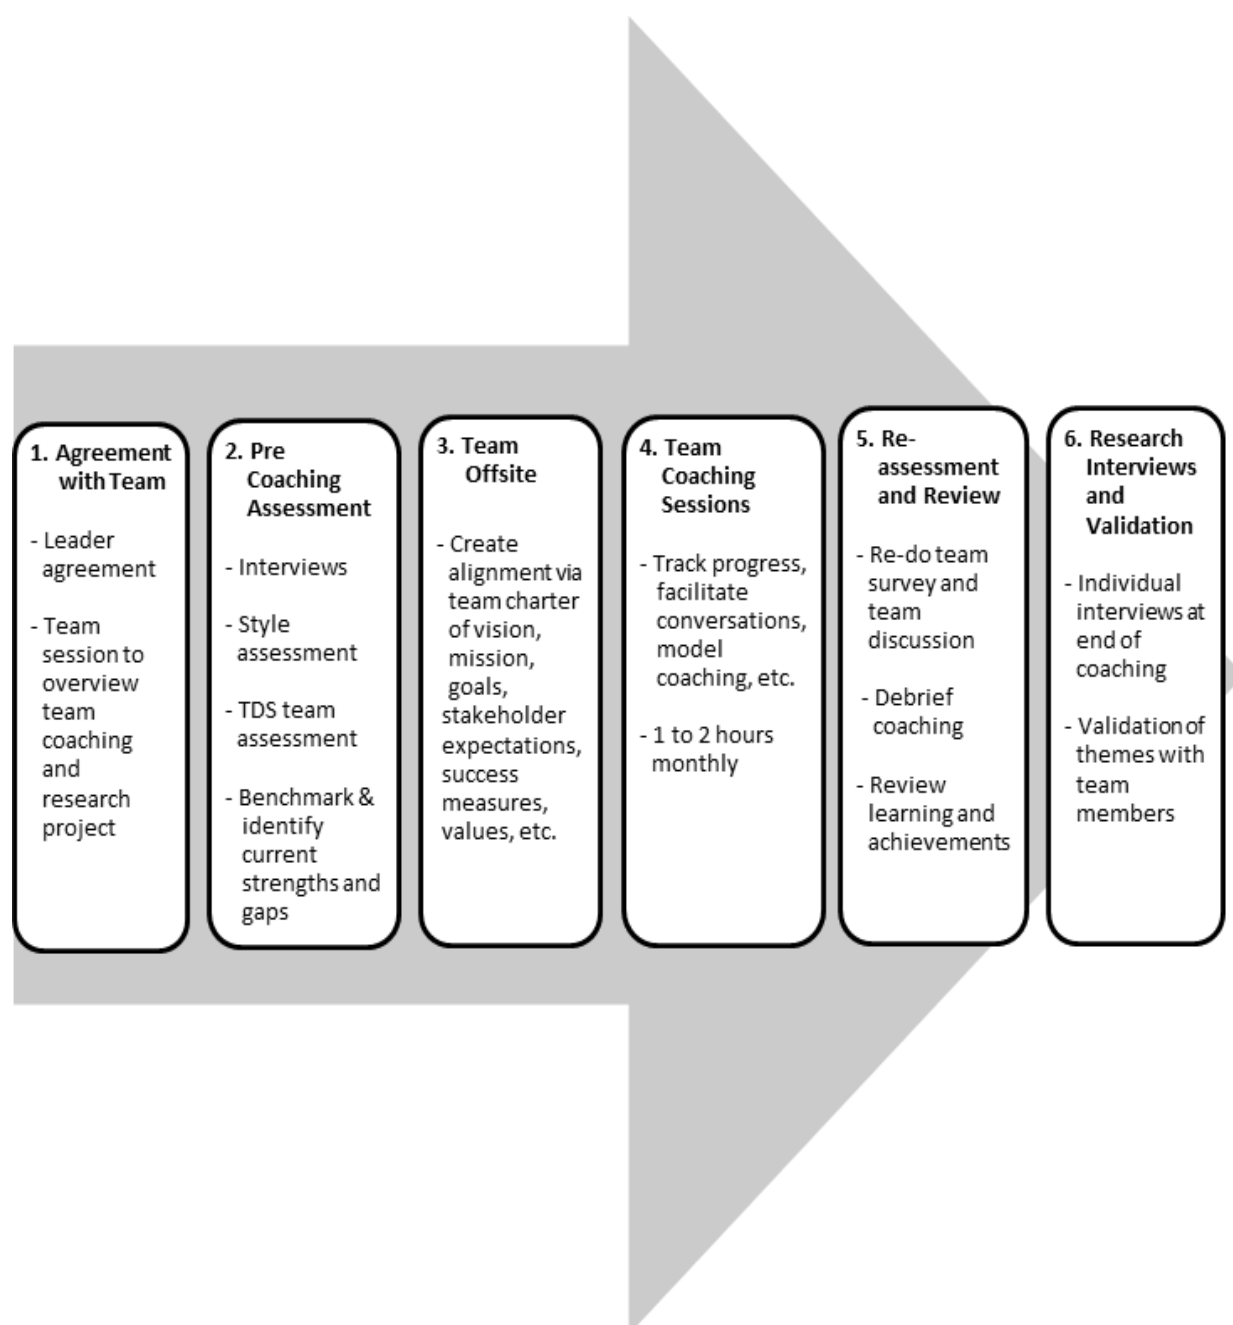 1. Agreement
with Team
- Leader
agreement
- Team
session to
overview
team
coaching
and
research
project
2. Pre
Coaching
Assessment
- Interviews
- Style
assessment
- TDS team
assessment
- Benchmark &
identify
current
strengths and
gaps
3. Team
Offsite
- Create
alignment via
team charter
of vision,
mission,
goals,
stakeholder
expectations,
success
measures,
values, etc.
4. Team
Coaching
Sessions
- Track progress,
facilitate
conversations,
model
coaching, etc.
- 1 to 2 hours
monthly
5. Re-
assessment
and Review
- Re-do team
survey and
team
discussion
- Debrief
coaching
- Review
learning and
achievements
6. Research
Interviews
and
Validation
- Individual
interviews at
end of
coaching
- Validation of
themes with
team
members